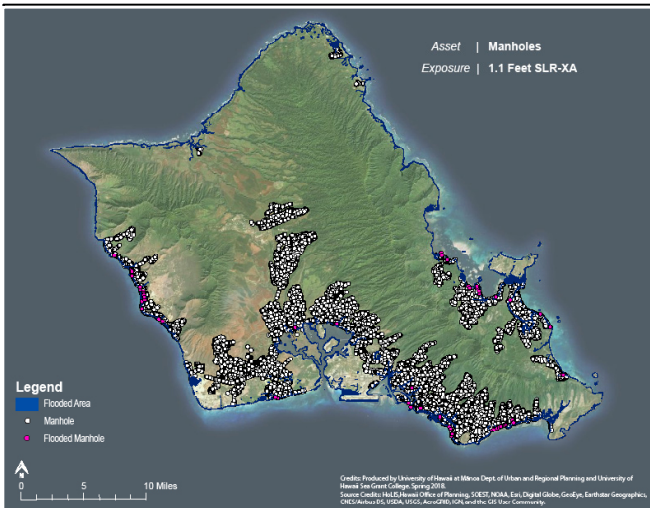 Asset | Manholes
Exposure | 1.1 Feet SLR-XA
Legend
Flooded Area
Manhole
Flooded Manhole
N
0 5 10 Miles
Credits: Produced by University of Hawaii at Mānoa Dept. of Urban and Regional Planning and University of
Hawaii Sea Grant College. Spring 2018.
Source Credits: HoLIS, Hawaii Office of Planning, SOEST, NOAA, Esri, Digital Globe, GeoEye, Earthstar Geographics,
CNES/Airbus DS, USDA, USGS, AeroGRID, IGN, and the GIS User Community.